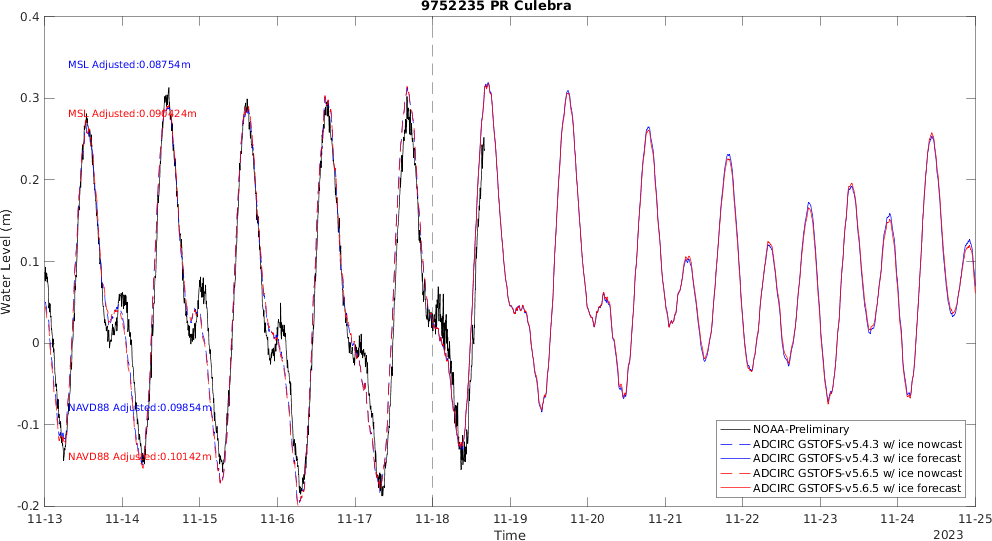 9752235 PR Culebra
0.4
0.3
0.2
0.1
0
-0.1
-0.2
Water Level (m)
MSL Adjusted:0.08754m
MSL Adjusted:0.090424m
NAVD88 Adjusted:0.09854m
NAVD88 Adjusted:0.10142m
NOAA-Preliminary
ADCIRC GSTOFS-v5.4.3 w/ ice nowcast
ADCIRC GSTOFS-v5.4.3 w/ ice forecast
ADCIRC GSTOFS-v5.6.5 w/ ice nowcast
ADCIRC GSTOFS-v5.6.5 w/ ice forecast
11-13 11-14 11-15 11-16 11-17 11-18 11-19 11-20 11-21 11-22 11-23 11-24 11-25
Time
2023